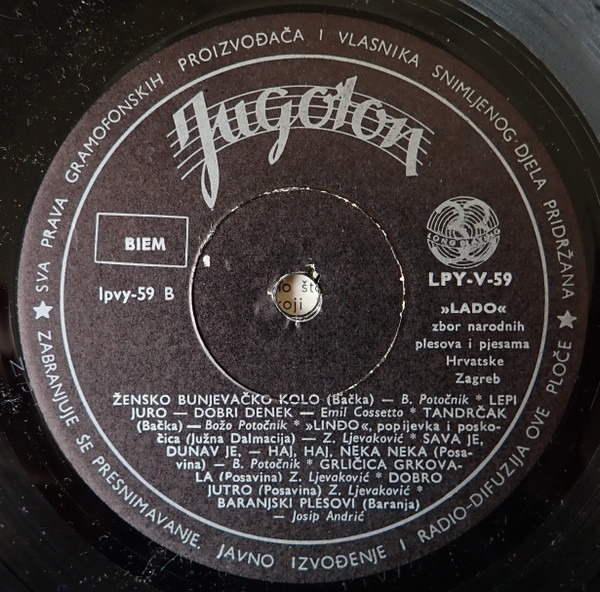 SVA PRAVA GRAMOFONSKIH PROIZVOĐAČA I VLASNIKA SNIMLJENOG DJELA PRIDRŽANA ★
ZABRANJUJE SE PRESNIMAVANJE, JAVNO IZVOĐENJE I RADIO-DIFUZIJA OVE PLOČE ★
Jugoton
BIEM
lpvy-59 B
LONG PLAYING
LPY-V-59
»LADO«
zbor narodnih
plesova i pjesama
Hrvatske
Zagreb
što
koji
ŽENSKO BUNJEVAČKO KOLO (Bačka) — B. Potočnik * LEPI
JURO — DOBRI DENEK — Emil Cossetto * TANDRČAK
(Bačka) — Božo Potočnik * »LINĐO«, popijevka i posko-
čica (Južna Dalmacija) — Z. Ljevaković * SAVA JE,
DUNAV JE, — HAJ, HAJ, NEKA NEKA (Posa-
vina) — B. Potočnik * GRLIČICA GRKOVA-
LA (Posavina) Z. Ljevaković * DOBRO
JUTRO (Posavina) Z. Ljevaković *
BARANJSKI PLESOVI (Baranja)
— Josip Andrić